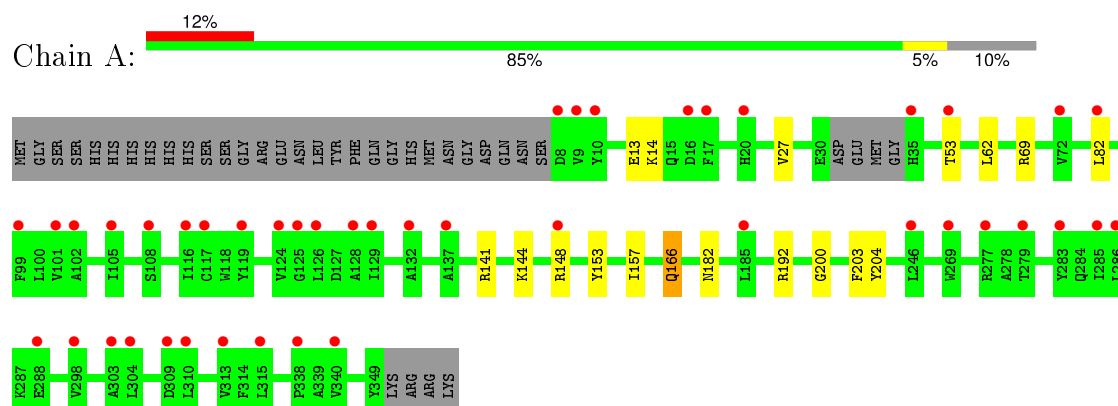 12%
Chain A:
85% 5% 10%
MET GLY SER SER HIS HIS HIS HIS HIS HIS SER SER GLY ARG GLU ASN LEU TYR PHE GLN GLY HIS MET ASN GLY ASP GLN ASN SER D8 V9 Y10 E13 K14 Q15 D16 F17 H20 V27 E30 ASP GLU MET GLY H35 T53 L62 R69 V72 L82
F99 L100 V101 A102 I105 S108 I116 C117 W118 Y119 V124 G125 L126 D127 A128 I129 A132 A137 R141 K144 R148 Y153 I157 Q166 N182 L185 R192 G200 F203 Y204 L246 W269 R277 A278 T279 Y283 Q284 I285
K287 E288 V298 A303 L304 D309 L310 V313 F314 L315 P338 A339 V340 Y349 LYS ARG ARG LYS